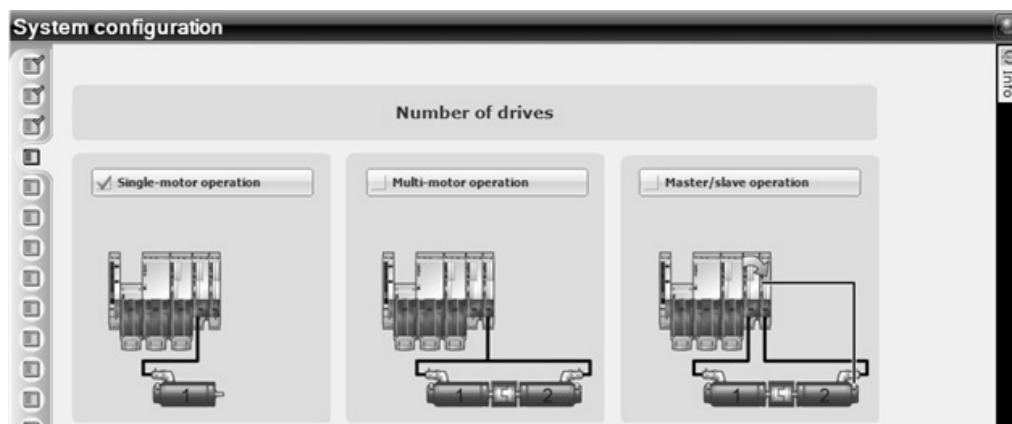 System configuration
Info
Number of drives
Single-motor operation
Multi-motor operation
Master/slave operation
1
1
2
1
2